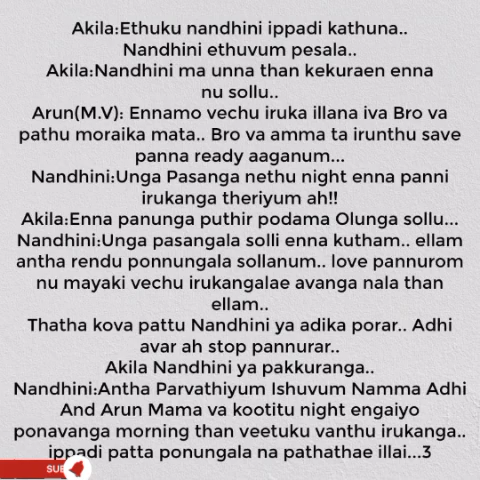 Akila:Ethuku nandhini ippadi kathuna..
Nandhini ethuvum pesala..
Akila:Nandhini ma unna than kekuraen enna
nu sollu..
Arun(M.V): Ennamo vechu iruka illana iva Bro va
pathu moraika mata.. Bro va amma ta irunthu save
panna ready aaganum...
Nandhini:Unga Pasanga nethu night enna panni
irukanga theriyum ah!!
Akila:Enna panunga puthir podama Olunga sollu...
Nandhini:Unga pasangala solli enna kutham.. ellam
antha rendu ponnungala sollanum.. love pannurom
nu mayaki vechu irukangalae avanga nala than
ellam..
Thatha kova pattu Nandhini ya adika porar.. Adhi
avar ah stop pannurar..
Akila Nandhini ya pakkuranga..
Nandhini:Antha Parvathiyum Ishuvum Namma Adhi
And Arun Mama va kootitu night engaiyo
ponavanga morning than veetuku vanthu irukanga..
ippadi patta ponungala na pathathae illai...3
SUB